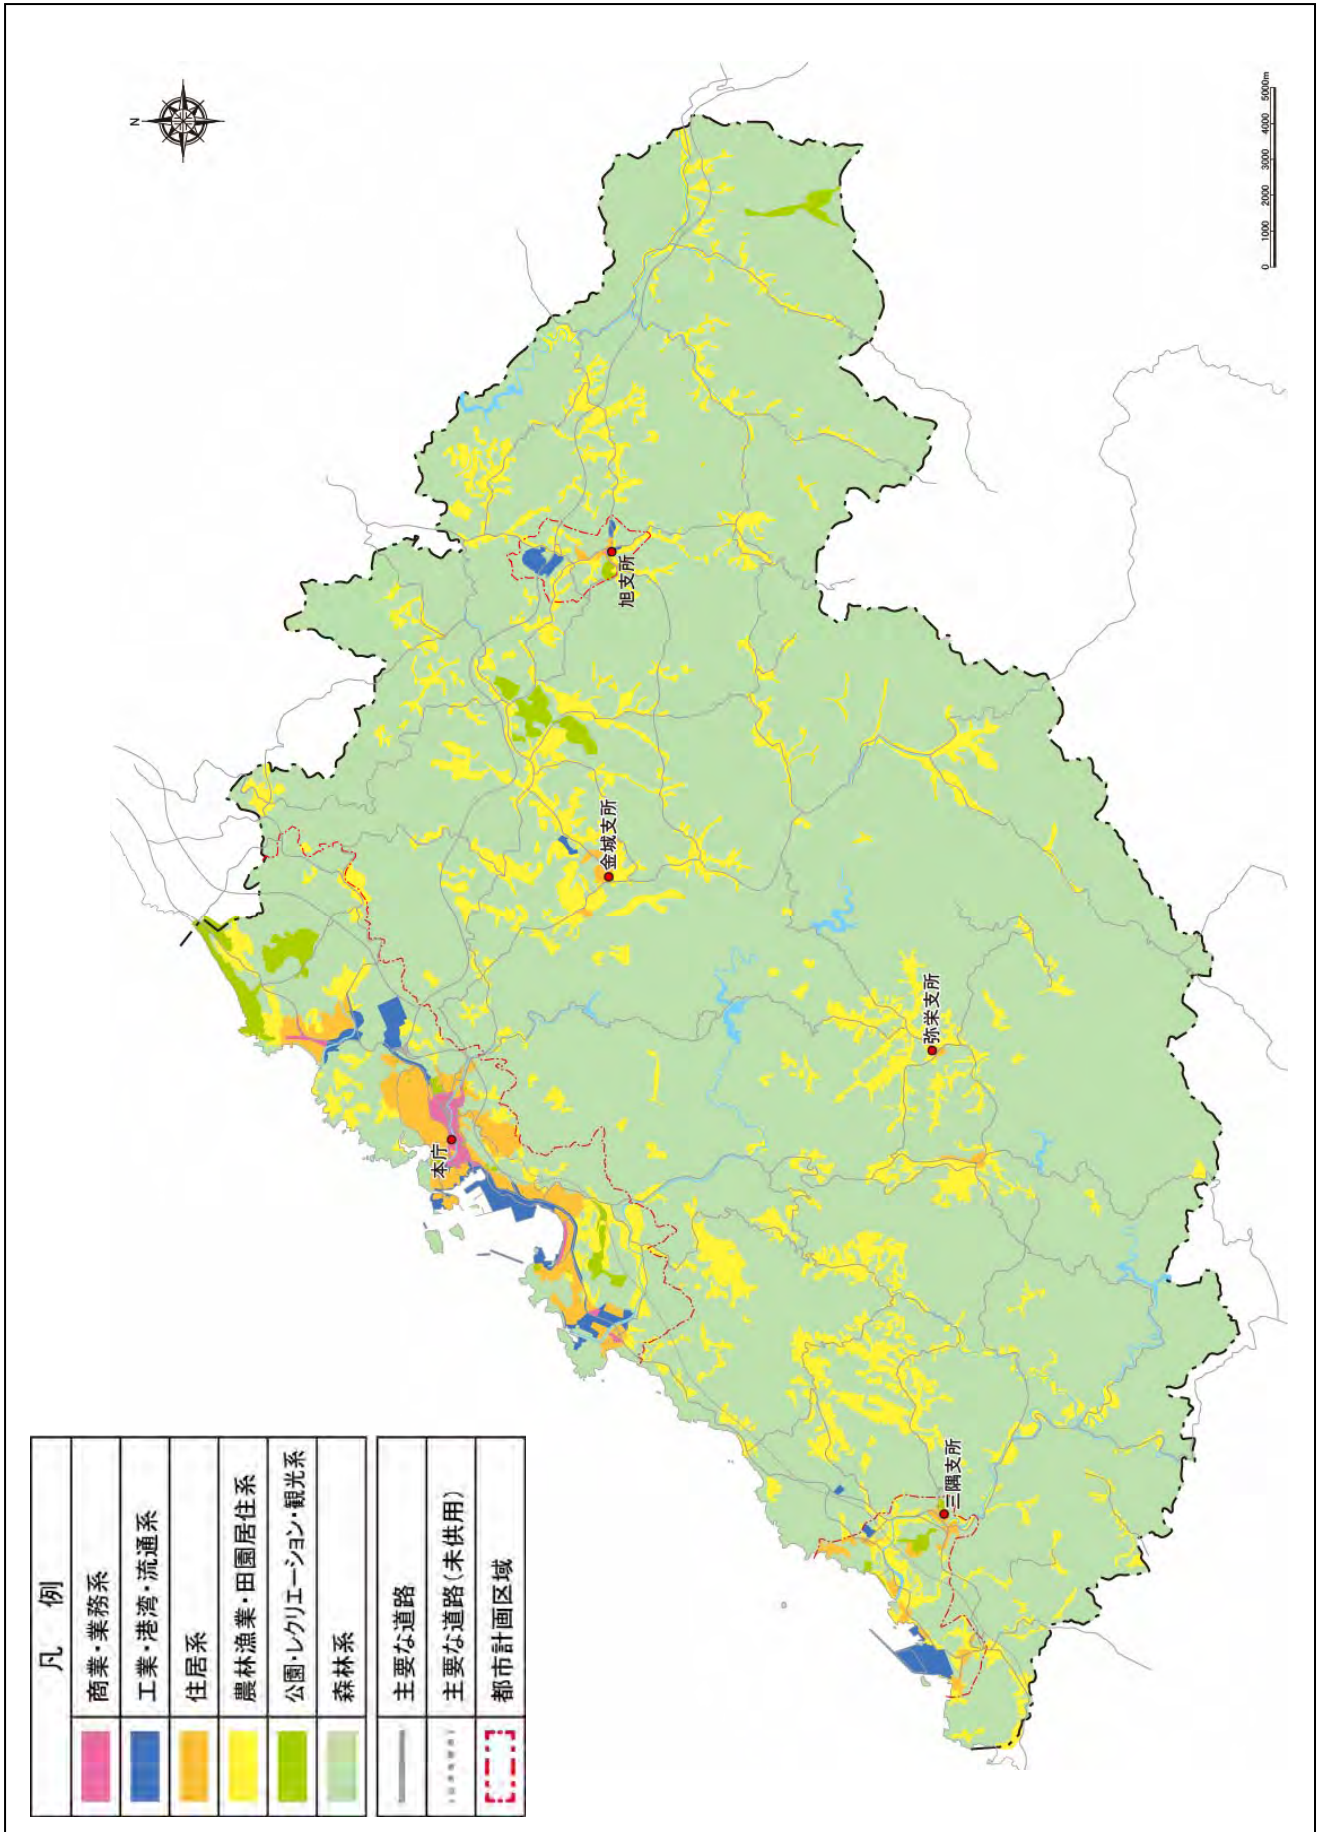 凡 例
商業・業務系
工業・港湾・流通系
住居系
農林漁業・田園居住系
公園・レクリエーション・観光系
森林系
主要な道路
主要な道路(未供用)
都市計画区域
N
0 1000 2000 3000 4000 5000m
本庁
金城支所
旭支所
弥栄支所
三隅支所